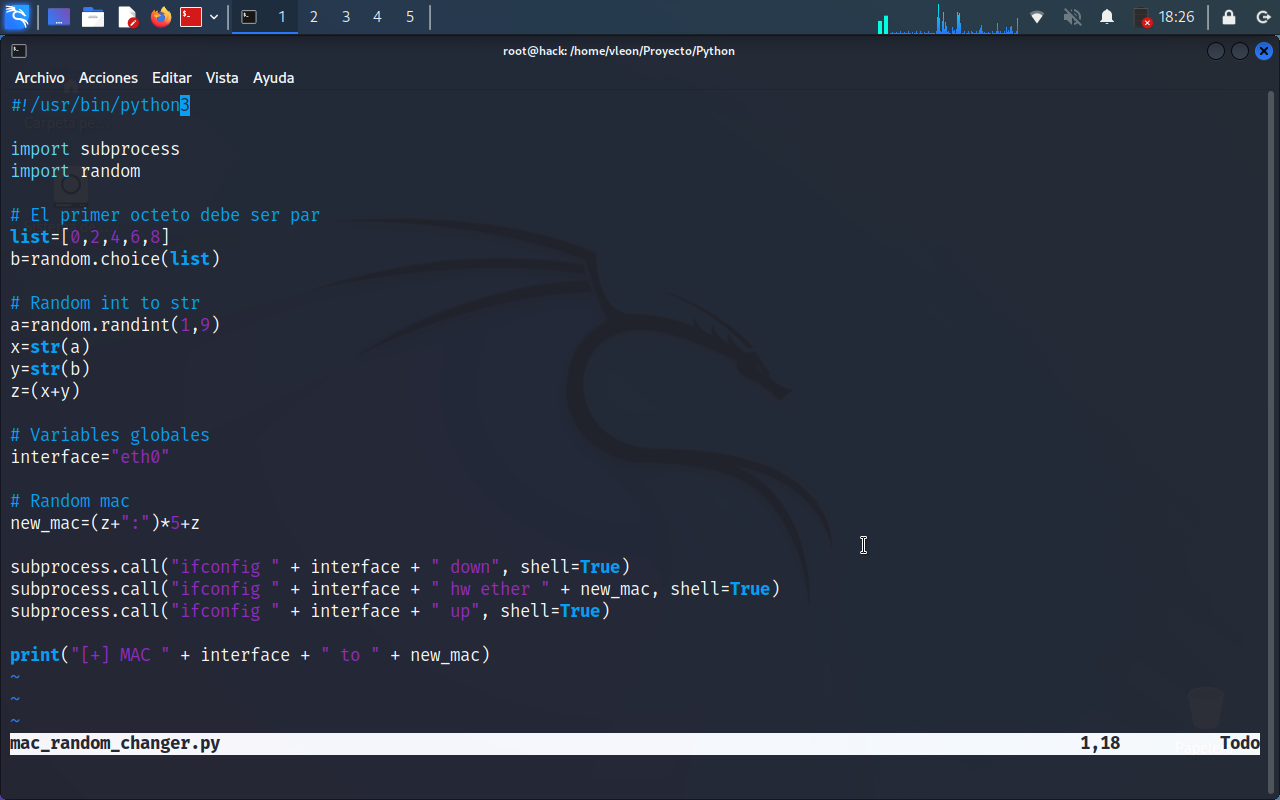 1 2 3 4 5 18:26
root@hack: /home/vleon/Proyecto/Python
Archivo Acciones Editar Vista Ayuda
#!/usr/bin/python3
Carpeta pe...
import subprocess
import random
# El primer octeto debe ser par
list=[0,2,4,6,8]
b=random.choice(list)
# Random int to str
a=random.randint(1,9)
x=str(a)
y=str(b)
z=(x+y)
# Variables globales
interface="eth0"
# Random mac
new_mac=(z+":")*5+z
subprocess.call("ifconfig " + interface + " down", shell=True)
subprocess.call("ifconfig " + interface + " hw ether " + new_mac, shell=True)
subprocess.call("ifconfig " + interface + " up", shell=True)
print("[+] MAC " + interface + " to " + new_mac)
~
~
~
mac_random_changer.py 1,18 Todo